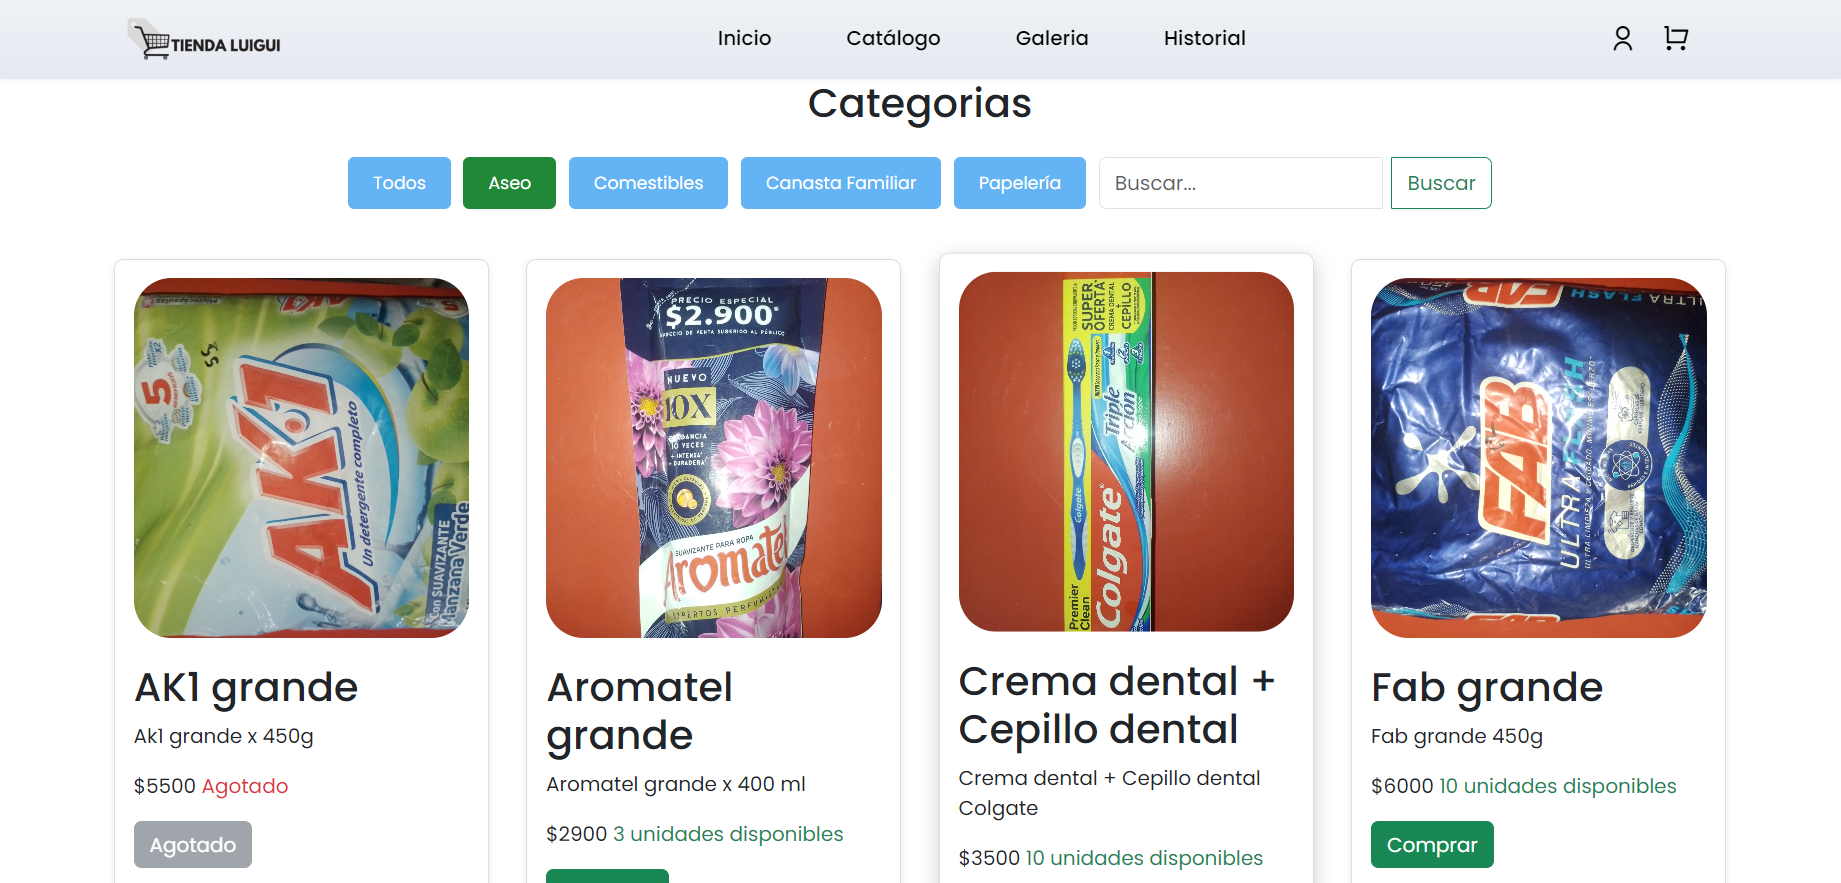 TIENDA LUIGUI
Inicio
Catálogo
Galeria
Historial
Categorias
Todos
Aseo
Comestibles
Canasta Familiar
Papelería
Buscar...
Buscar
5
AK1
Un detergente completo
Con SUAVIZANTE
Manzana Verde
AK1 grande
Ak1 grande x 450g
$5500 Agotado
Agotado
PRECIO ESPECIAL
$2.900*
PRECIO DE VENTA SUGERIDO AL PÚBLICO
NUEVO
10X
10 VECES
+ INTENSA*
SUAVIZANTE PARA ROPA
Aromatel
Aromatel
grande
Aromatel grande x 400 ml
$2900 3 unidades disponibles
SUPER
OFERTA
CREMA DENTAL
+
CEPILLO
Triple
Acción
Colgate
Colgate
Premier
Clean
Crema dental +
Cepillo dental
Crema dental + Cepillo dental
Colgate
$3500 10 unidades disponibles
FAB
ULTRA FLASH
FAB
ULTRA FLASH
Fab grande
Fab grande 450g
$6000 10 unidades disponibles
Comprar